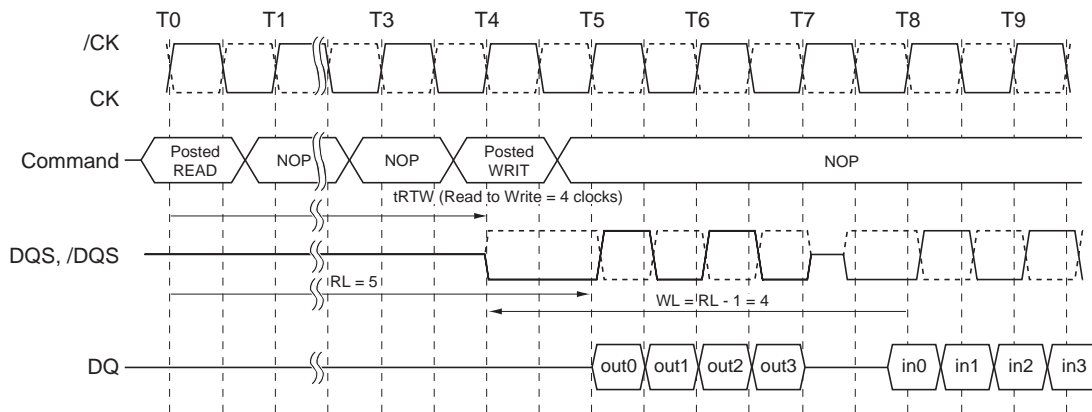 T0 T1 T3 T4 T5 T6 T7 T8 T9
/CK
CK
Command
Posted READ
NOP
NOP
Posted WRIT
NOP
tRTW (Read to Write = 4 clocks)
DQS, /DQS
RL = 5
WL = RL - 1 = 4
DQ
out0 out1 out2 out3 in0 in1 in2 in3